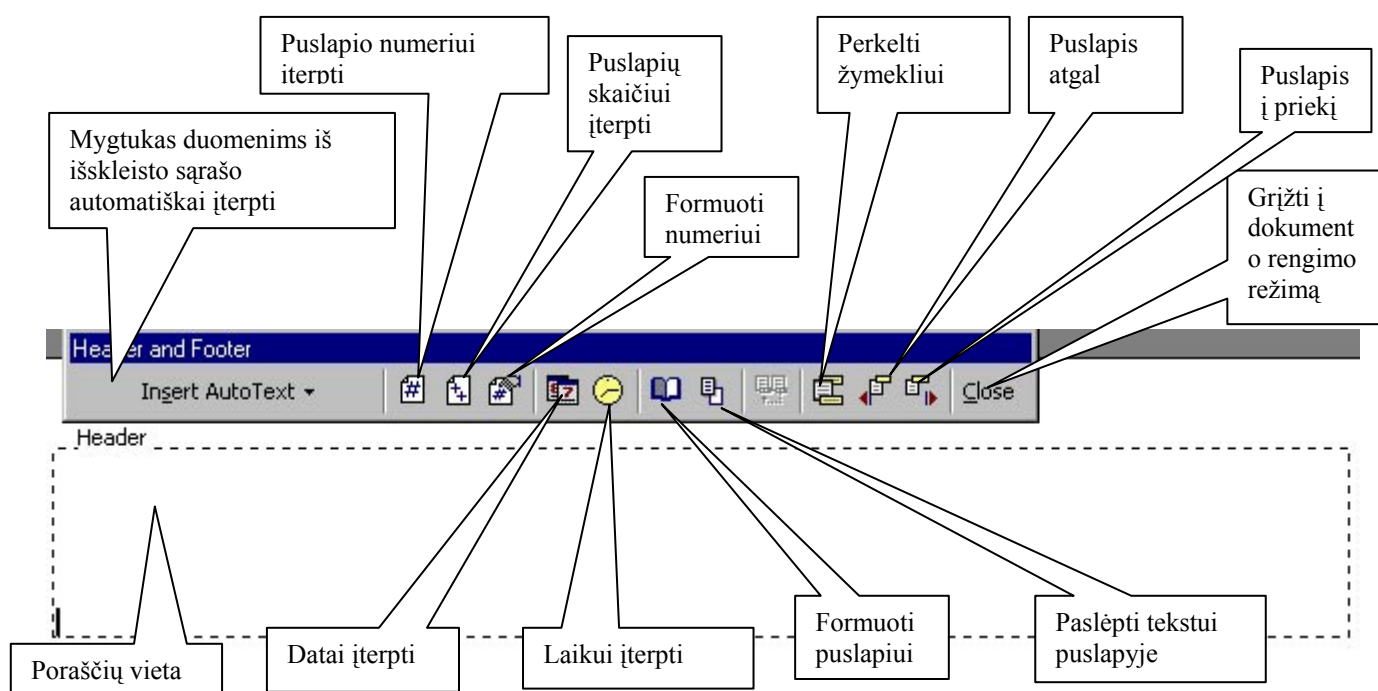 Puslapio numeriui
įterpti
Puslapių
skaičiui
įterpti
Perkelti
žymekliui
Puslapis
atgal
Puslapis
į priekį
Mygtukas duomenims iš
išskleisto sąrašo
automatiškai įterpti
Formuoti
numeriui
Grįžti į
dokument
o rengimo
režimą
Header and Footer
Insert AutoText
Close
Header
Poraščių vieta
Datai įterpti
Laikui įterpti
Formuoti
puslapiui
Paslėpti tekstui
puslapyje